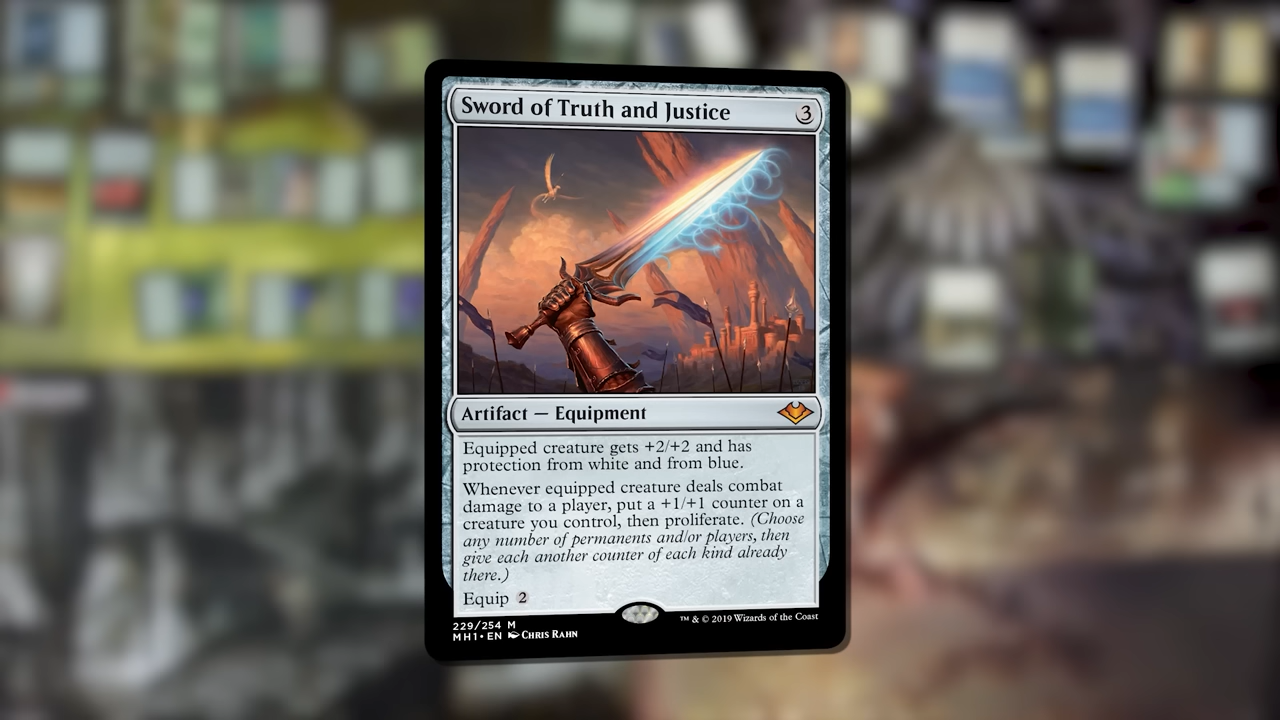 Sword of Truth and Justice 3
Artifact — Equipment
Equipped creature gets +2/+2 and has
protection from white and from blue.
Whenever equipped creature deals combat
damage to a player, put a +1/+1 counter on a
creature you control, then proliferate. (Choose
any number of permanents and/or players, then
give each another counter of each kind already
there.)
Equip 2
229/254 M
MH1 • EN Chris Rahn
™ & © 2019 Wizards of the Coast